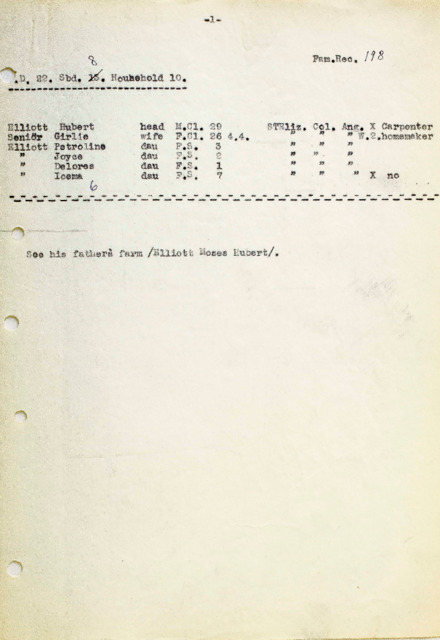 -1-
8
Fam.Rec. 198
.D. 22. Sbd. 15. Household 10.
Elliott Hubert head M.Cl. 29 STEliz. Col. Ang. X Carpenter
Senior Girlie wife F.Cl. 26 4.4. " " " W.2.homemaker
Elliott Petroline dau F.S. 3 " " "
" Joyce dau F.S. 2 " " "
" Delores dau F.S. 1 " " "
" Icema dau F.S. 7 " " " X no
6
See his fathers farm /Elliott Moses Hubert/.